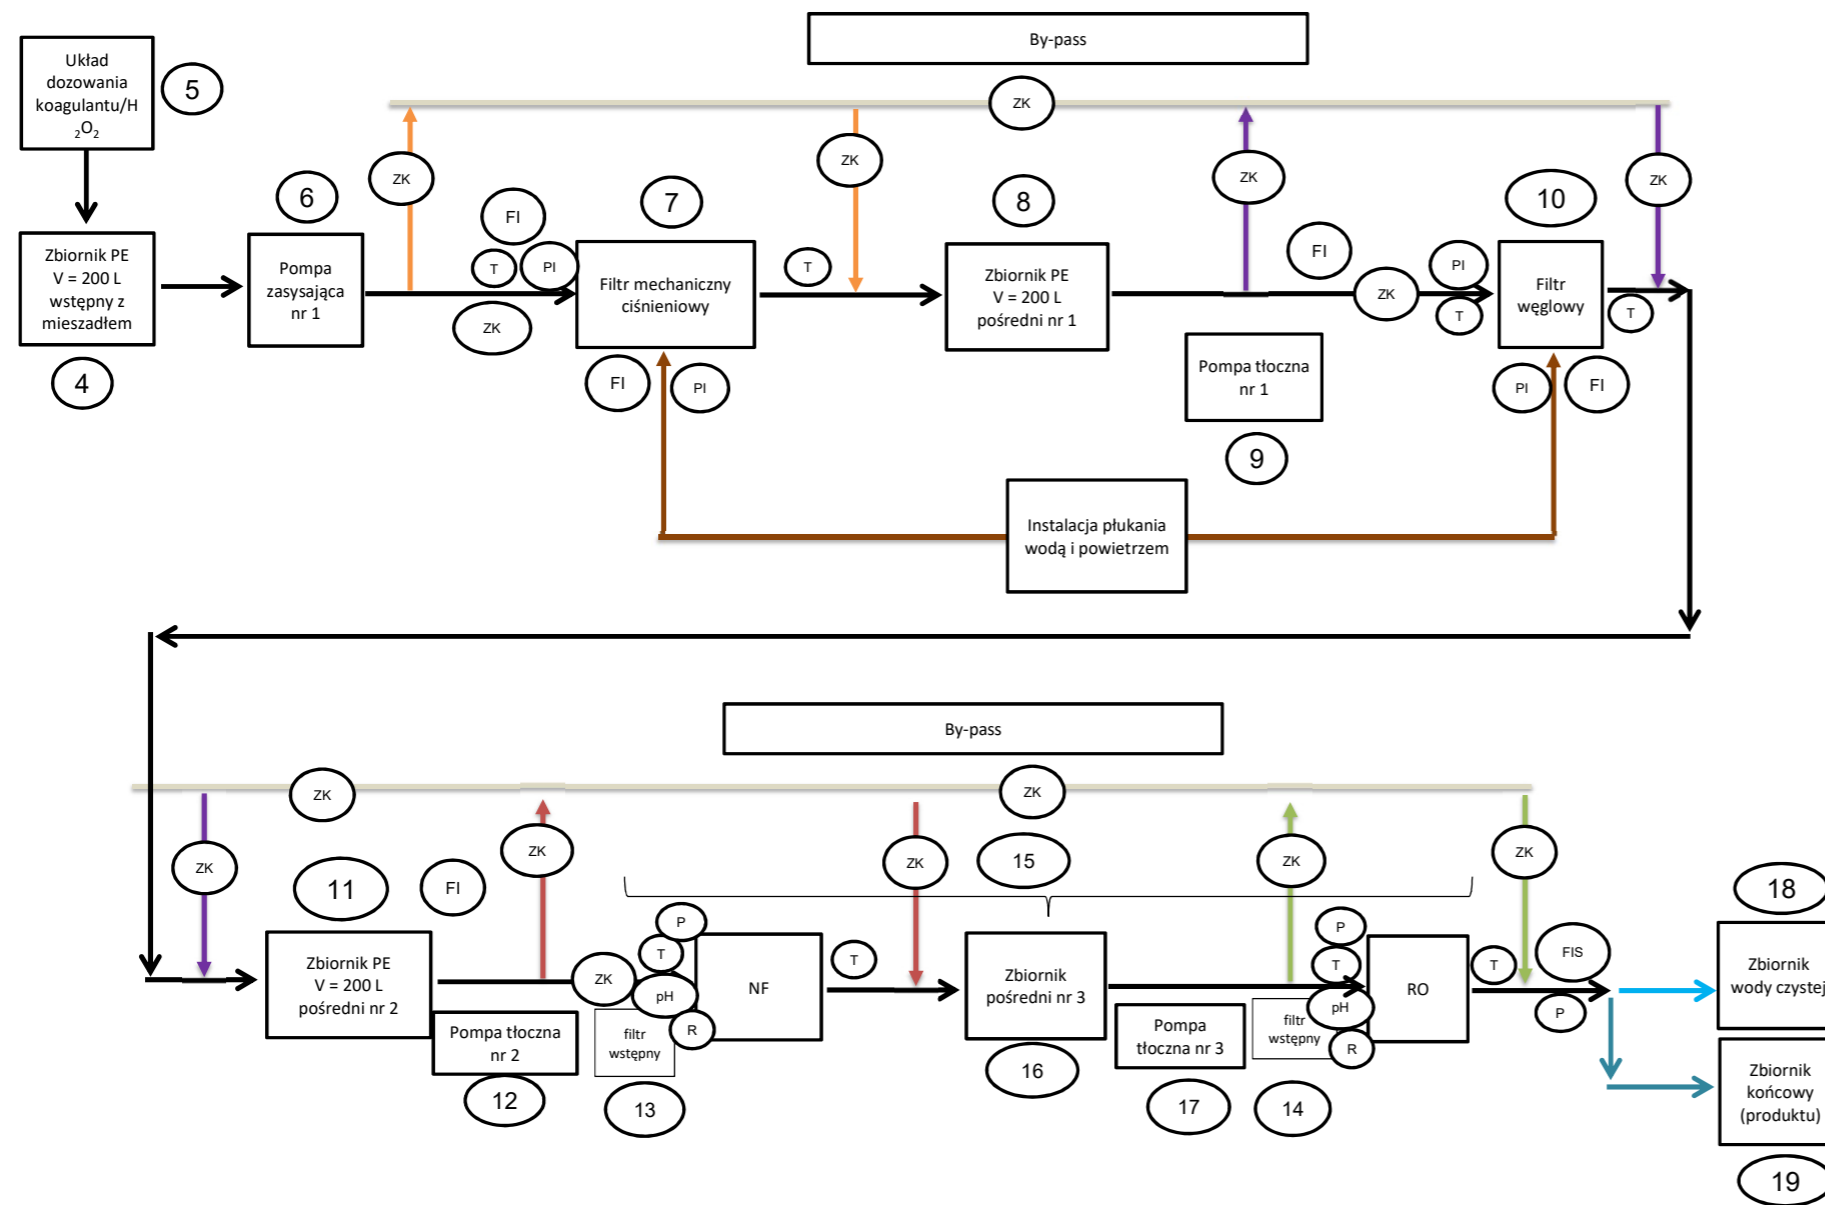 By-pass
Układ
dozowania
koagulantu/H
₂O₂
5
ZK
ZK
ZK
ZK
ZK
6
7
8
10
FI
T
PI
ZK
T
FI
ZK
PI
T
T
Zbiornik PE
V = 200 L
wstępny z
mieszadłem
4
Pompa
zasysająca
nr 1
Filtr mechaniczny
ciśnieniowy
Zbiornik PE
V = 200 L
pośredni nr 1
Filtr
węglowy
FI
PI
Pompa tłoczna
nr 1
9
PI
FI
Instalacja płukania
wodą i powietrzem
By-pass
ZK
ZK
ZK
ZK
ZK
ZK
ZK
11
FI
15
18
Zbiornik PE
V = 200 L
pośredni nr 2
ZK
P
T
pH
R
NF
T
Zbiornik
pośredni nr 3
P
T
pH
R
RO
T
FIS
P
Zbiornik
wody czystej
Pompa tłoczna
nr 2
12
filtr
wstępny
13
16
Pompa
tłoczna nr 3
17
filtr
wstępny
14
Zbiornik
końcowy
(produktu)
19